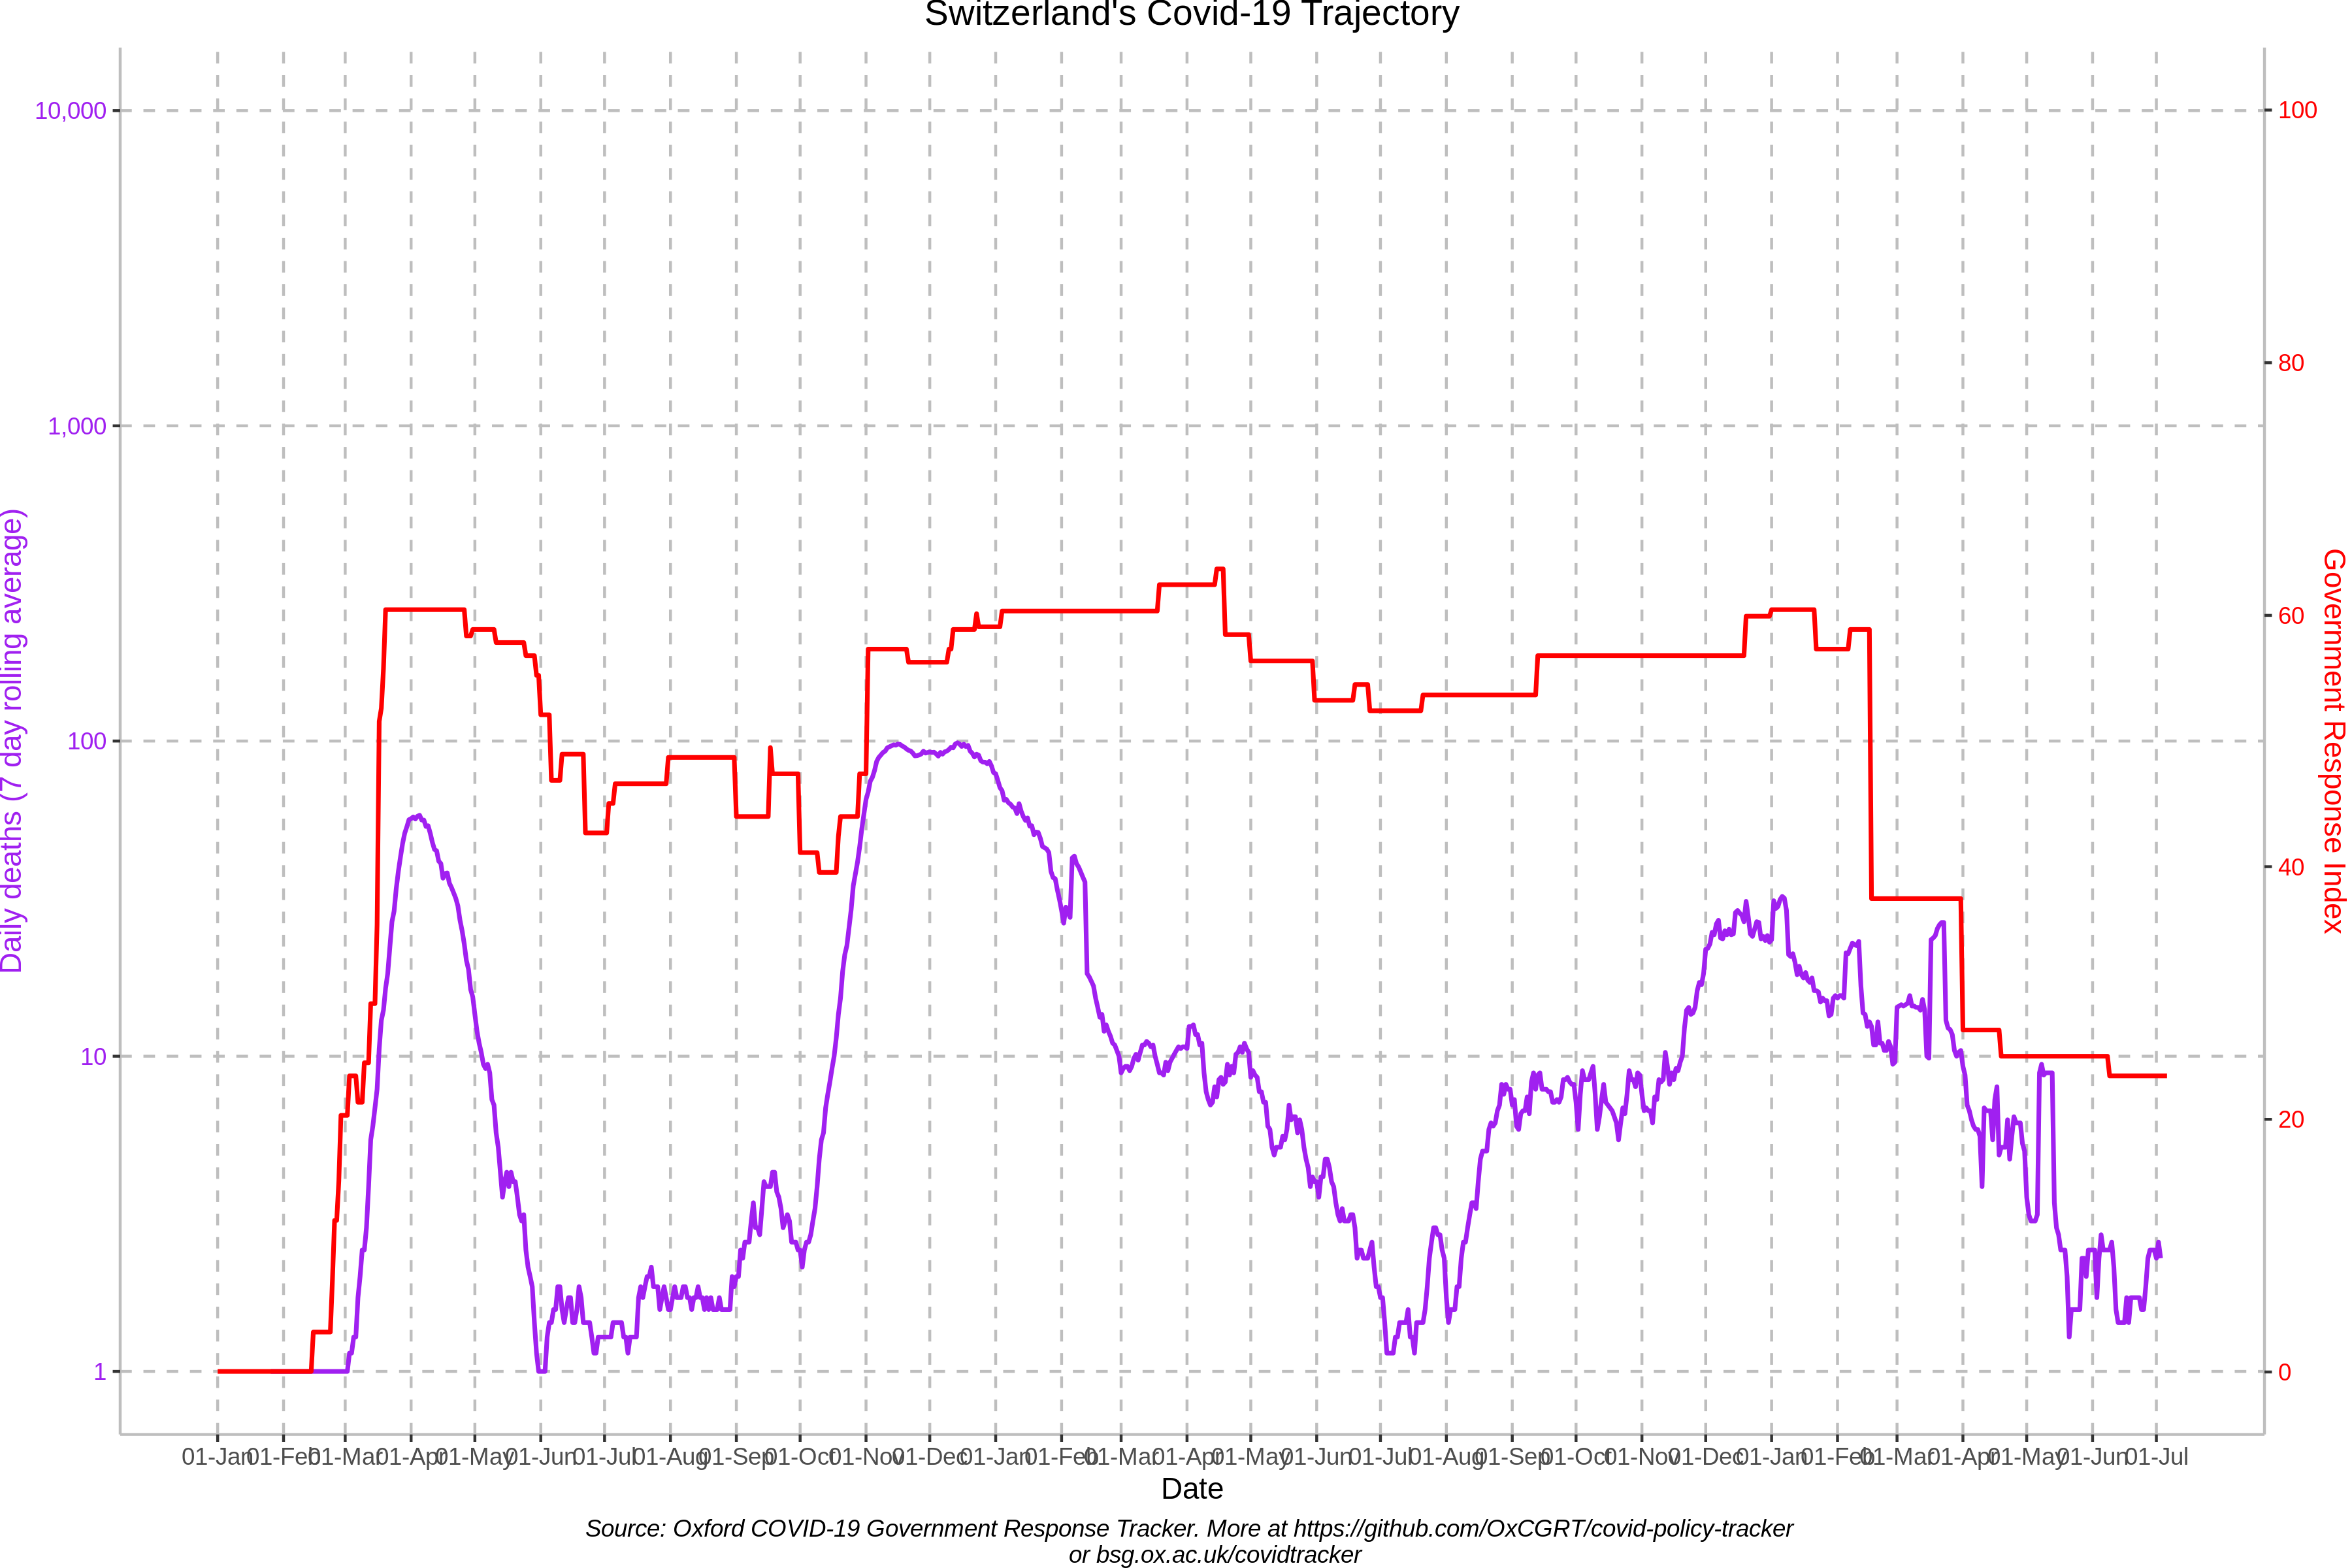 Switzerland's Covid-19 Trajectory
10,000
1,000
100
10
1
Daily deaths (7 day rolling average)
100
80
60
40
20
0
Government Response Index
01-Jan 01-Feb 01-Mar 01-Apr 01-May 01-Jun 01-Jul 01-Aug 01-Sep 01-Oct 01-Nov 01-Dec 01-Jan 01-Feb 01-Mar 01-Apr 01-May 01-Jun 01-Jul 01-Aug 01-Sep 01-Oct 01-Nov 01-Dec 01-Jan 01-Feb 01-Mar 01-Apr 01-May 01-Jun 01-Jul
Date
Source: Oxford COVID-19 Government Response Tracker. More at https://github.com/OxCGRT/covid-policy-tracker
or bsg.ox.ac.uk/covidtracker